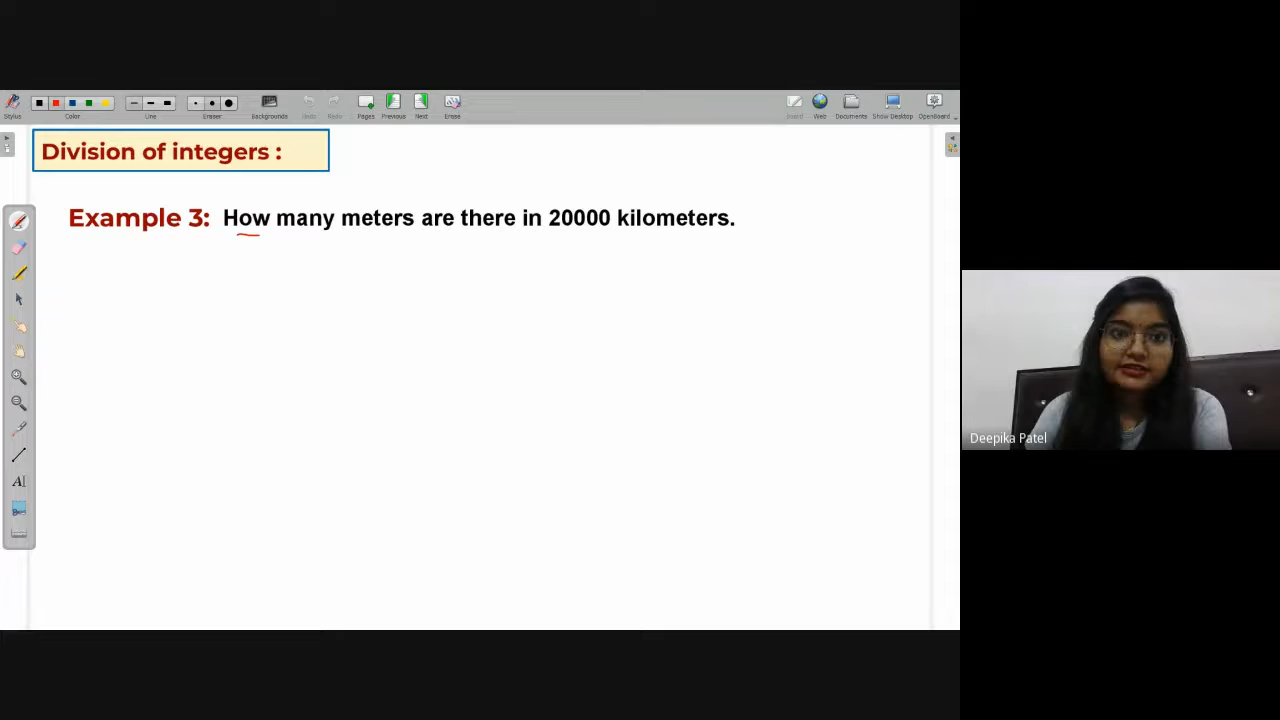 Stylus Color Line Eraser Backgrounds Undo Redo Pages Previous Next Erase Board Web Documents Show Desktop OpenBoard
Division of integers :
Example 3: How many meters are there in 20000 kilometers.
Deepika Patel